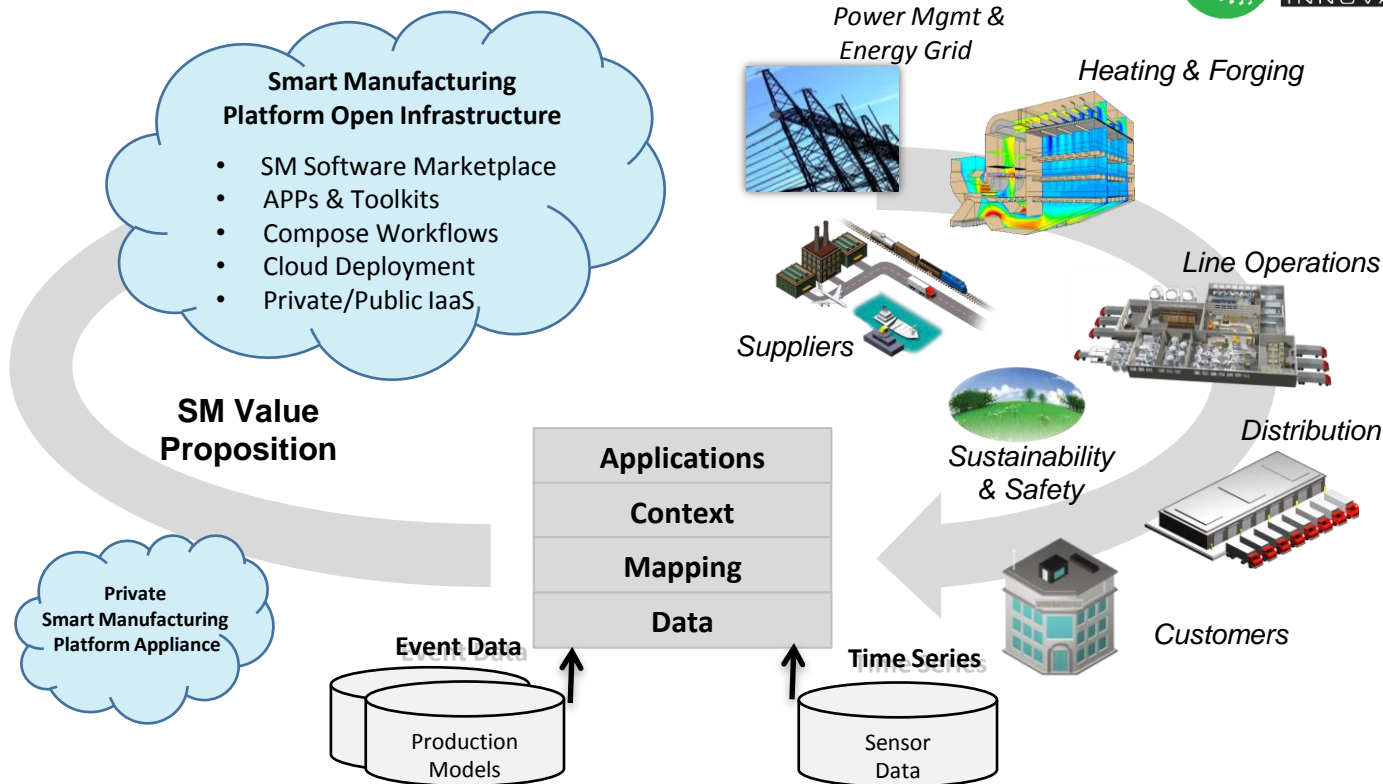 Smart Manufacturing
Platform Open Infrastructure
• SM Software Marketplace
• APPs & Toolkits
• Compose Workflows
• Cloud Deployment
• Private/Public IaaS
SM Value
Proposition
Private
Smart Manufacturing
Platform Appliance
Power Mgmt &
Energy Grid
Heating & Forging
Line Operations
Suppliers
Sustainability
& Safety
Distribution
Customers
Applications
Context
Mapping
Data
Event Data
Production
Models
Time Series
Sensor
Data